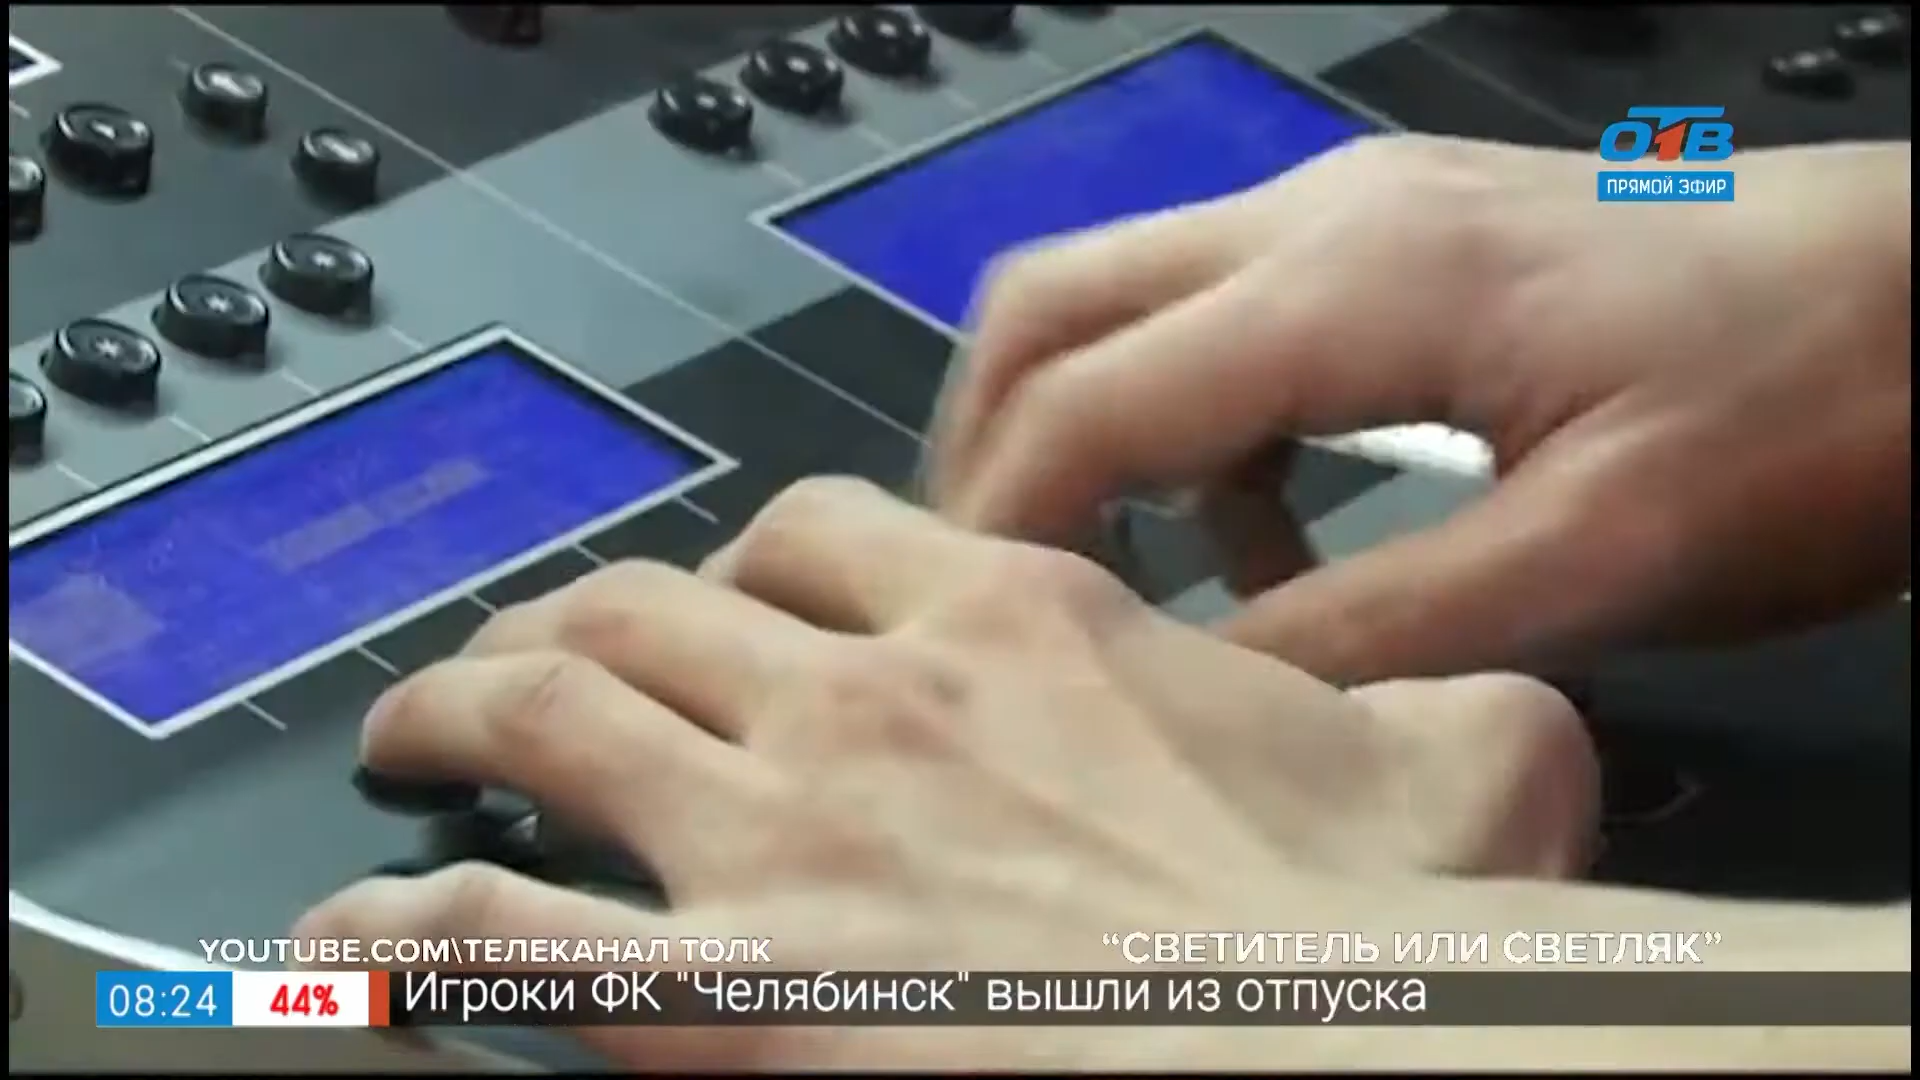 ОТВ
ПРЯМОЙ ЭФИР
YOUTUBE.COM\ТЕЛЕКАНАЛ ТОЛК
“СВЕТИТЕЛЬ ИЛИ СВЕТЛЯК”
08:24
44%
Игроки ФК "Челябинск" вышли из отпуска